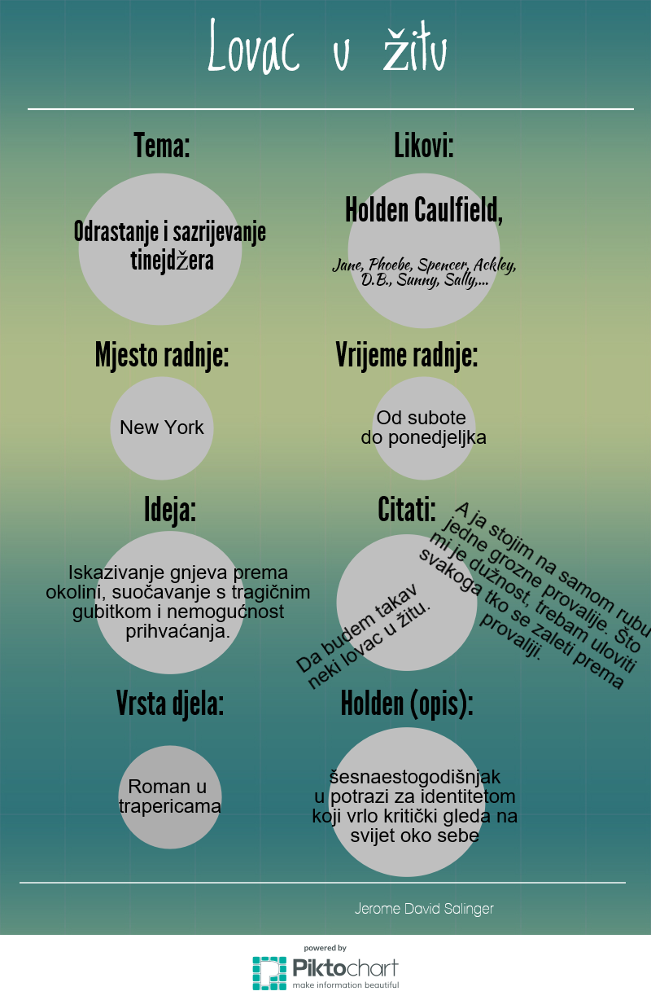 Lovac u žitu
Tema:
Odrastanje i sazrijevanje
tinejdžera
Likovi:
Holden Caulfield,
Jane, Phoebe, Spencer, Ackley,
D.B., Sunny, Sally,...
Mjesto radnje:
New York
Vrijeme radnje:
Od subote
do ponedjeljka
Ideja:
Iskazivanje gnjeva prema
okolini, suočavanje s tragičnim
gubitkom i nemogućnost
prihvaćanja.
Citati:
A ja stojim na samom rubu
jedne grozne provalije. Što
mi je dužnost, trebam uloviti
svakoga tko se zaleti prema
provaliji.
Da budem takav
neki lovac u žitu.
Vrsta djela:
Roman u
trapericama
Holden (opis):
šesnaestogodišnjak
u potrazi za identitetom
koji vrlo kritički gleda na
svijet oko sebe
Jerome David Salinger
powered by
Piktochart
make information beautiful